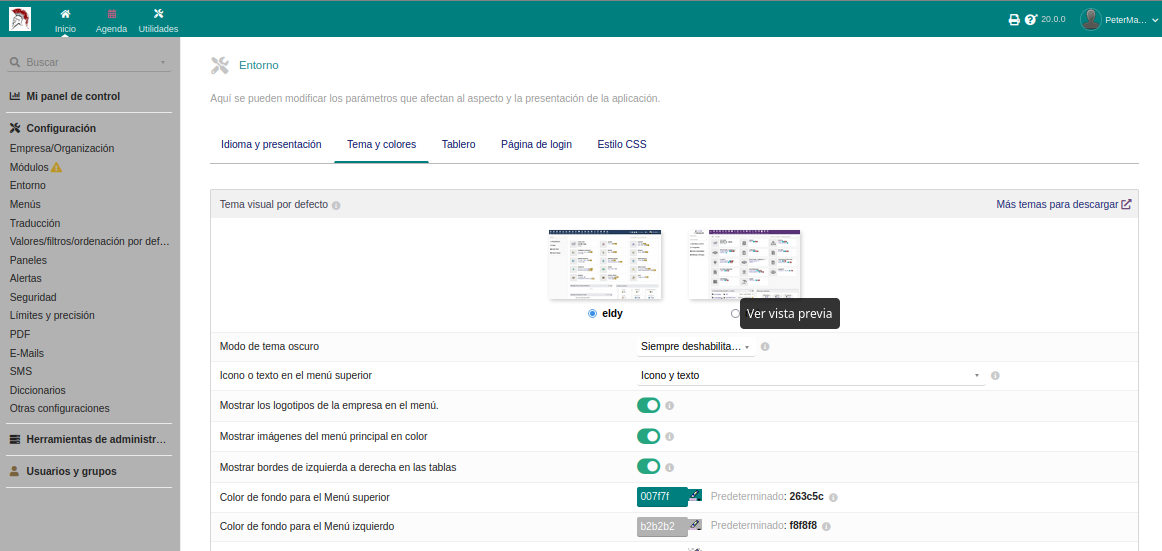 Inicio
Agenda
Utilidades
20.0.0
PeterMa...
Buscar
Mi panel de control
Configuración
Empresa/Organización
Módulos
Entorno
Menús
Traducción
Valores/filtros/ordenación por def...
Paneles
Alertas
Seguridad
Límites y precisión
PDF
E-Mails
SMS
Diccionarios
Otras configuraciones
Herramientas de administr...
Usuarios y grupos
Entorno
Aquí se pueden modificar los parámetros que afectan al aspecto y la presentación de la aplicación.
Idioma y presentación
Tema y colores
Tablero
Página de login
Estilo CSS
Tema visual por defecto
Más temas para descargar
eldy
Ver vista previa
Modo de tema oscuro
Siempre deshabilita...
Icono o texto en el menú superior
Icono y texto
Mostrar los logotipos de la empresa en el menú.
Mostrar imágenes del menú principal en color
Mostrar bordes de izquierda a derecha en las tablas
Color de fondo para el Menú superior
007f7f
Predeterminado: 263c5c
Color de fondo para el Menú izquierdo
b2b2b2
Predeterminado: f8f8f8